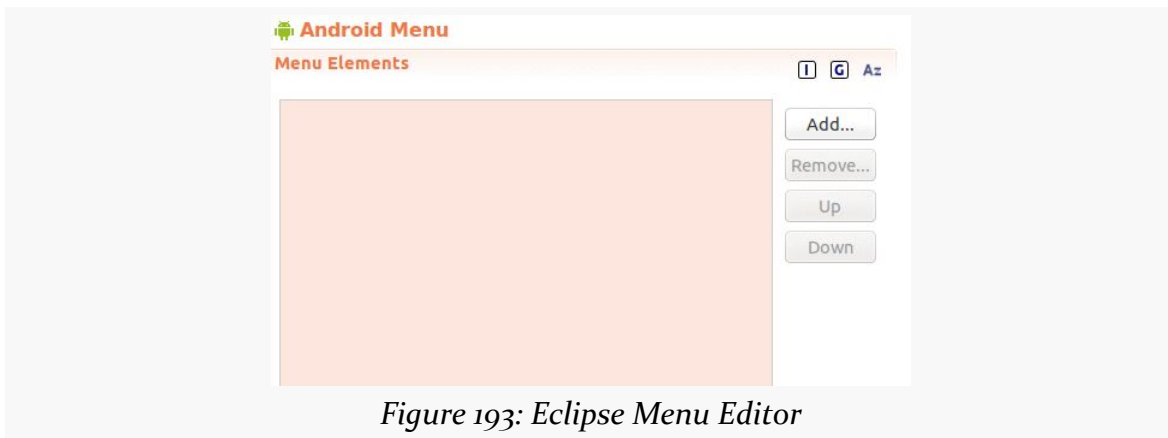 Android Menu
Menu Elements
I G Az
Add...
Remove...
Up
Down
Figure 193: Eclipse Menu Editor